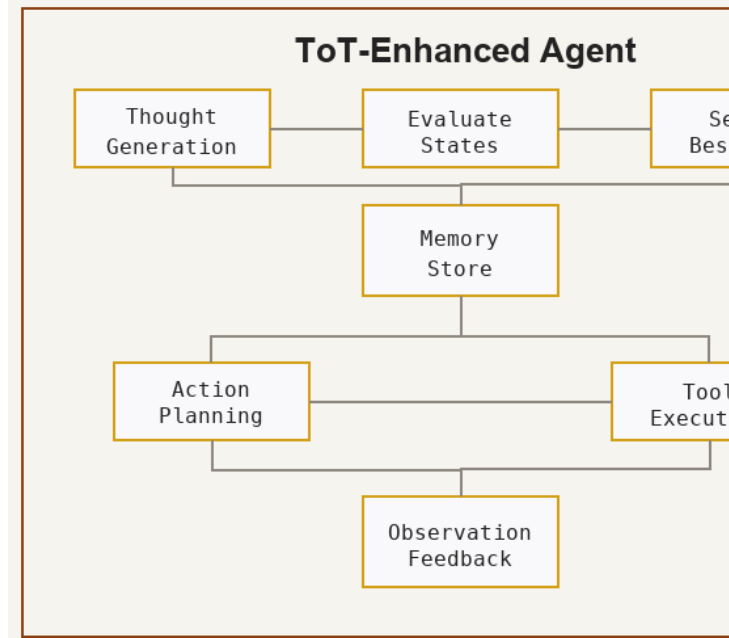 ToT-Enhanced Agent
Thought
Generation
Evaluate
States
Memory
Store
Action
Planning
Observation
Feedback